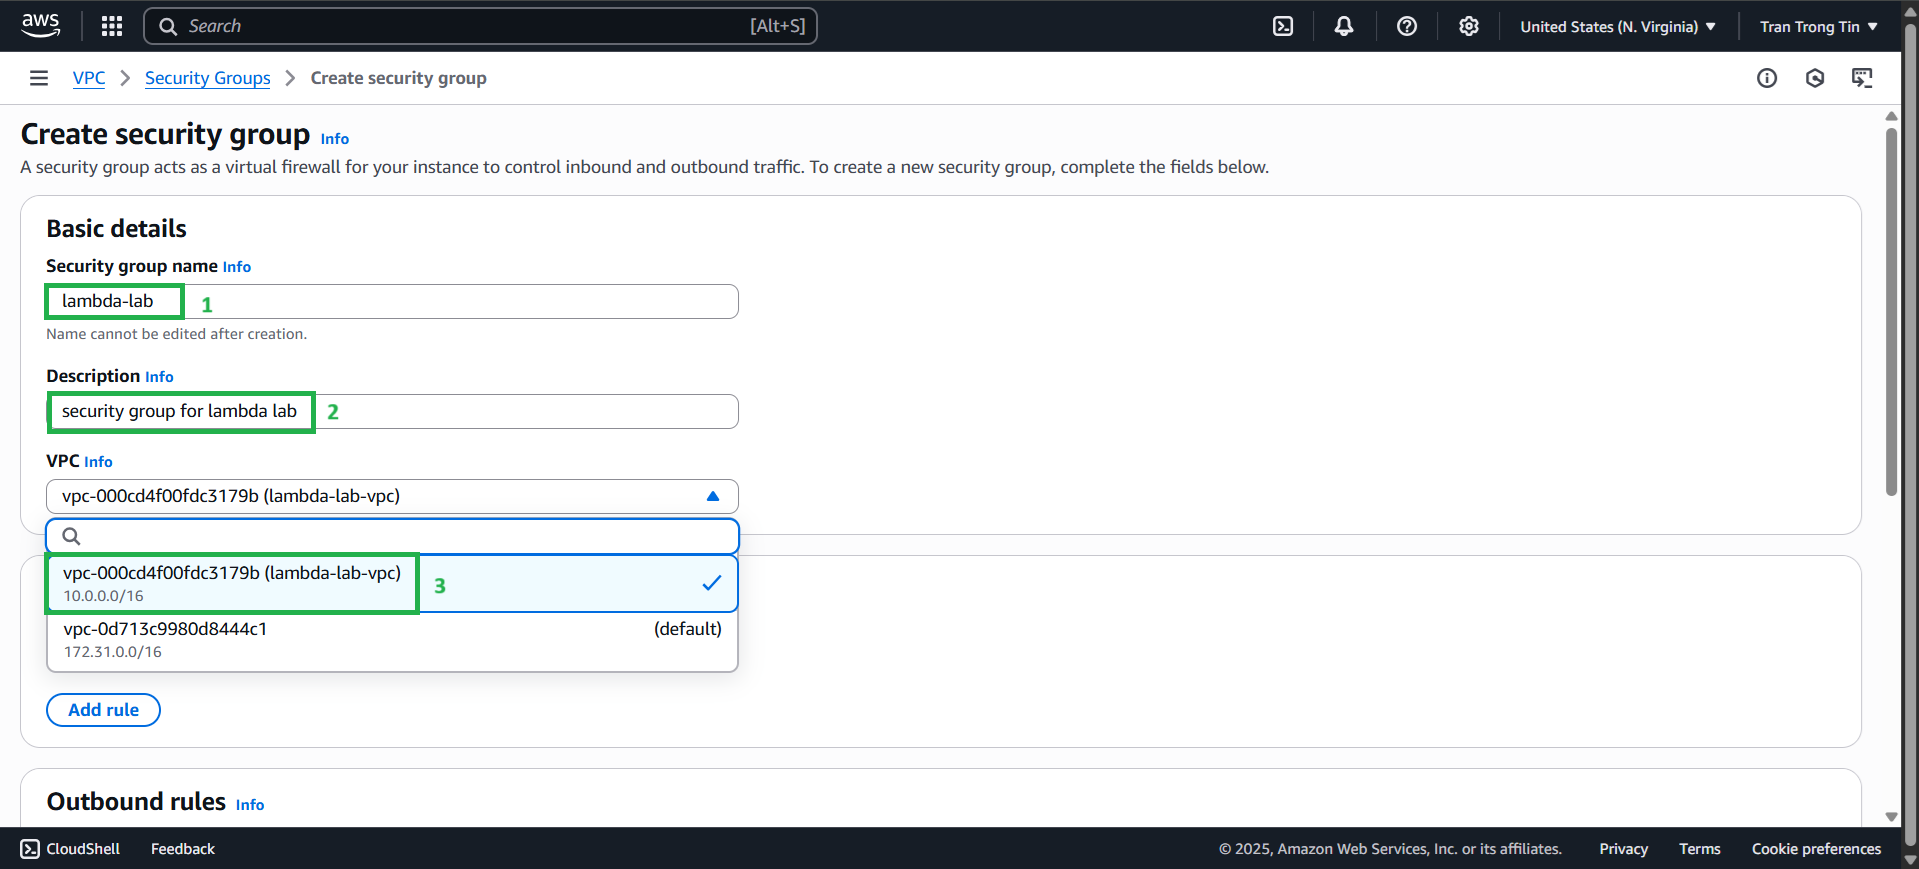 aws
Search [Alt+S]
United States (N. Virginia) ▼
Tran Trong Tin ▼
VPC > Security Groups > Create security group
Create security group Info
A security group acts as a virtual firewall for your instance to control inbound and outbound traffic. To create a new security group, complete the fields below.
Basic details
Security group name Info
lambda-lab 1
Name cannot be edited after creation.
Description Info
security group for lambda lab 2
VPC Info
vpc-000cd4f00fdc3179b (lambda-lab-vpc)
vpc-000cd4f00fdc3179b (lambda-lab-vpc) 3
10.0.0.0/16
vpc-0d713c9980d8444c1 (default)
172.31.0.0/16
Add rule
Outbound rules Info
CloudShell Feedback © 2025, Amazon Web Services, Inc. or its affiliates. Privacy Terms Cookie preferences